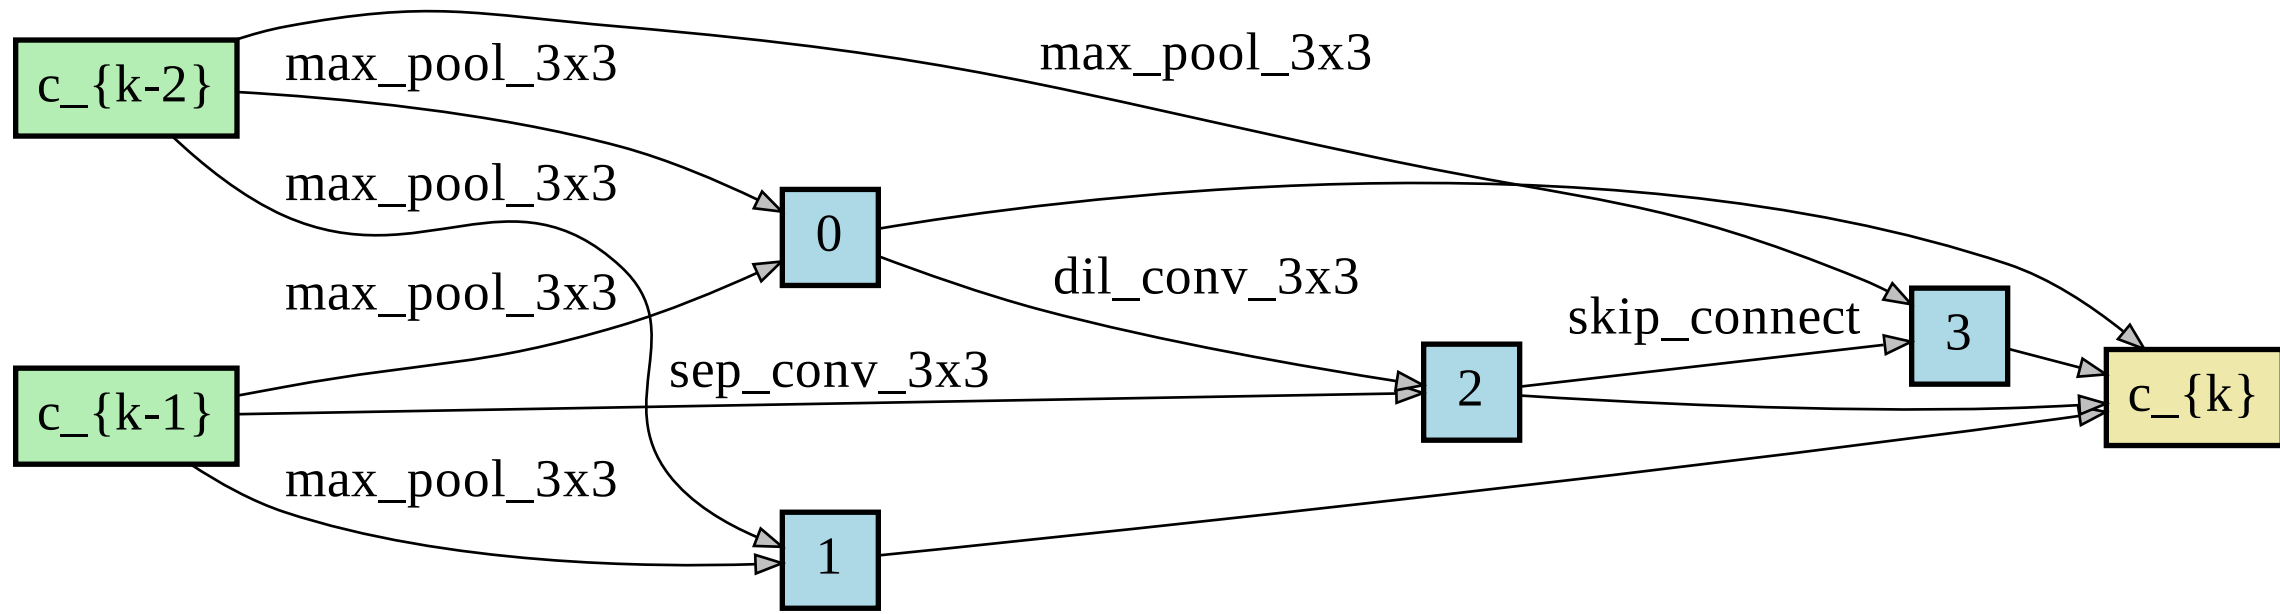 c_{k-2}
max_pool_3x3
max_pool_3x3
max_pool_3x3
max_pool_3x3
0
dil_conv_3x3
skip_connect
3
sep_conv_3x3
2
c_{k}
c_{k-1}
max_pool_3x3
1